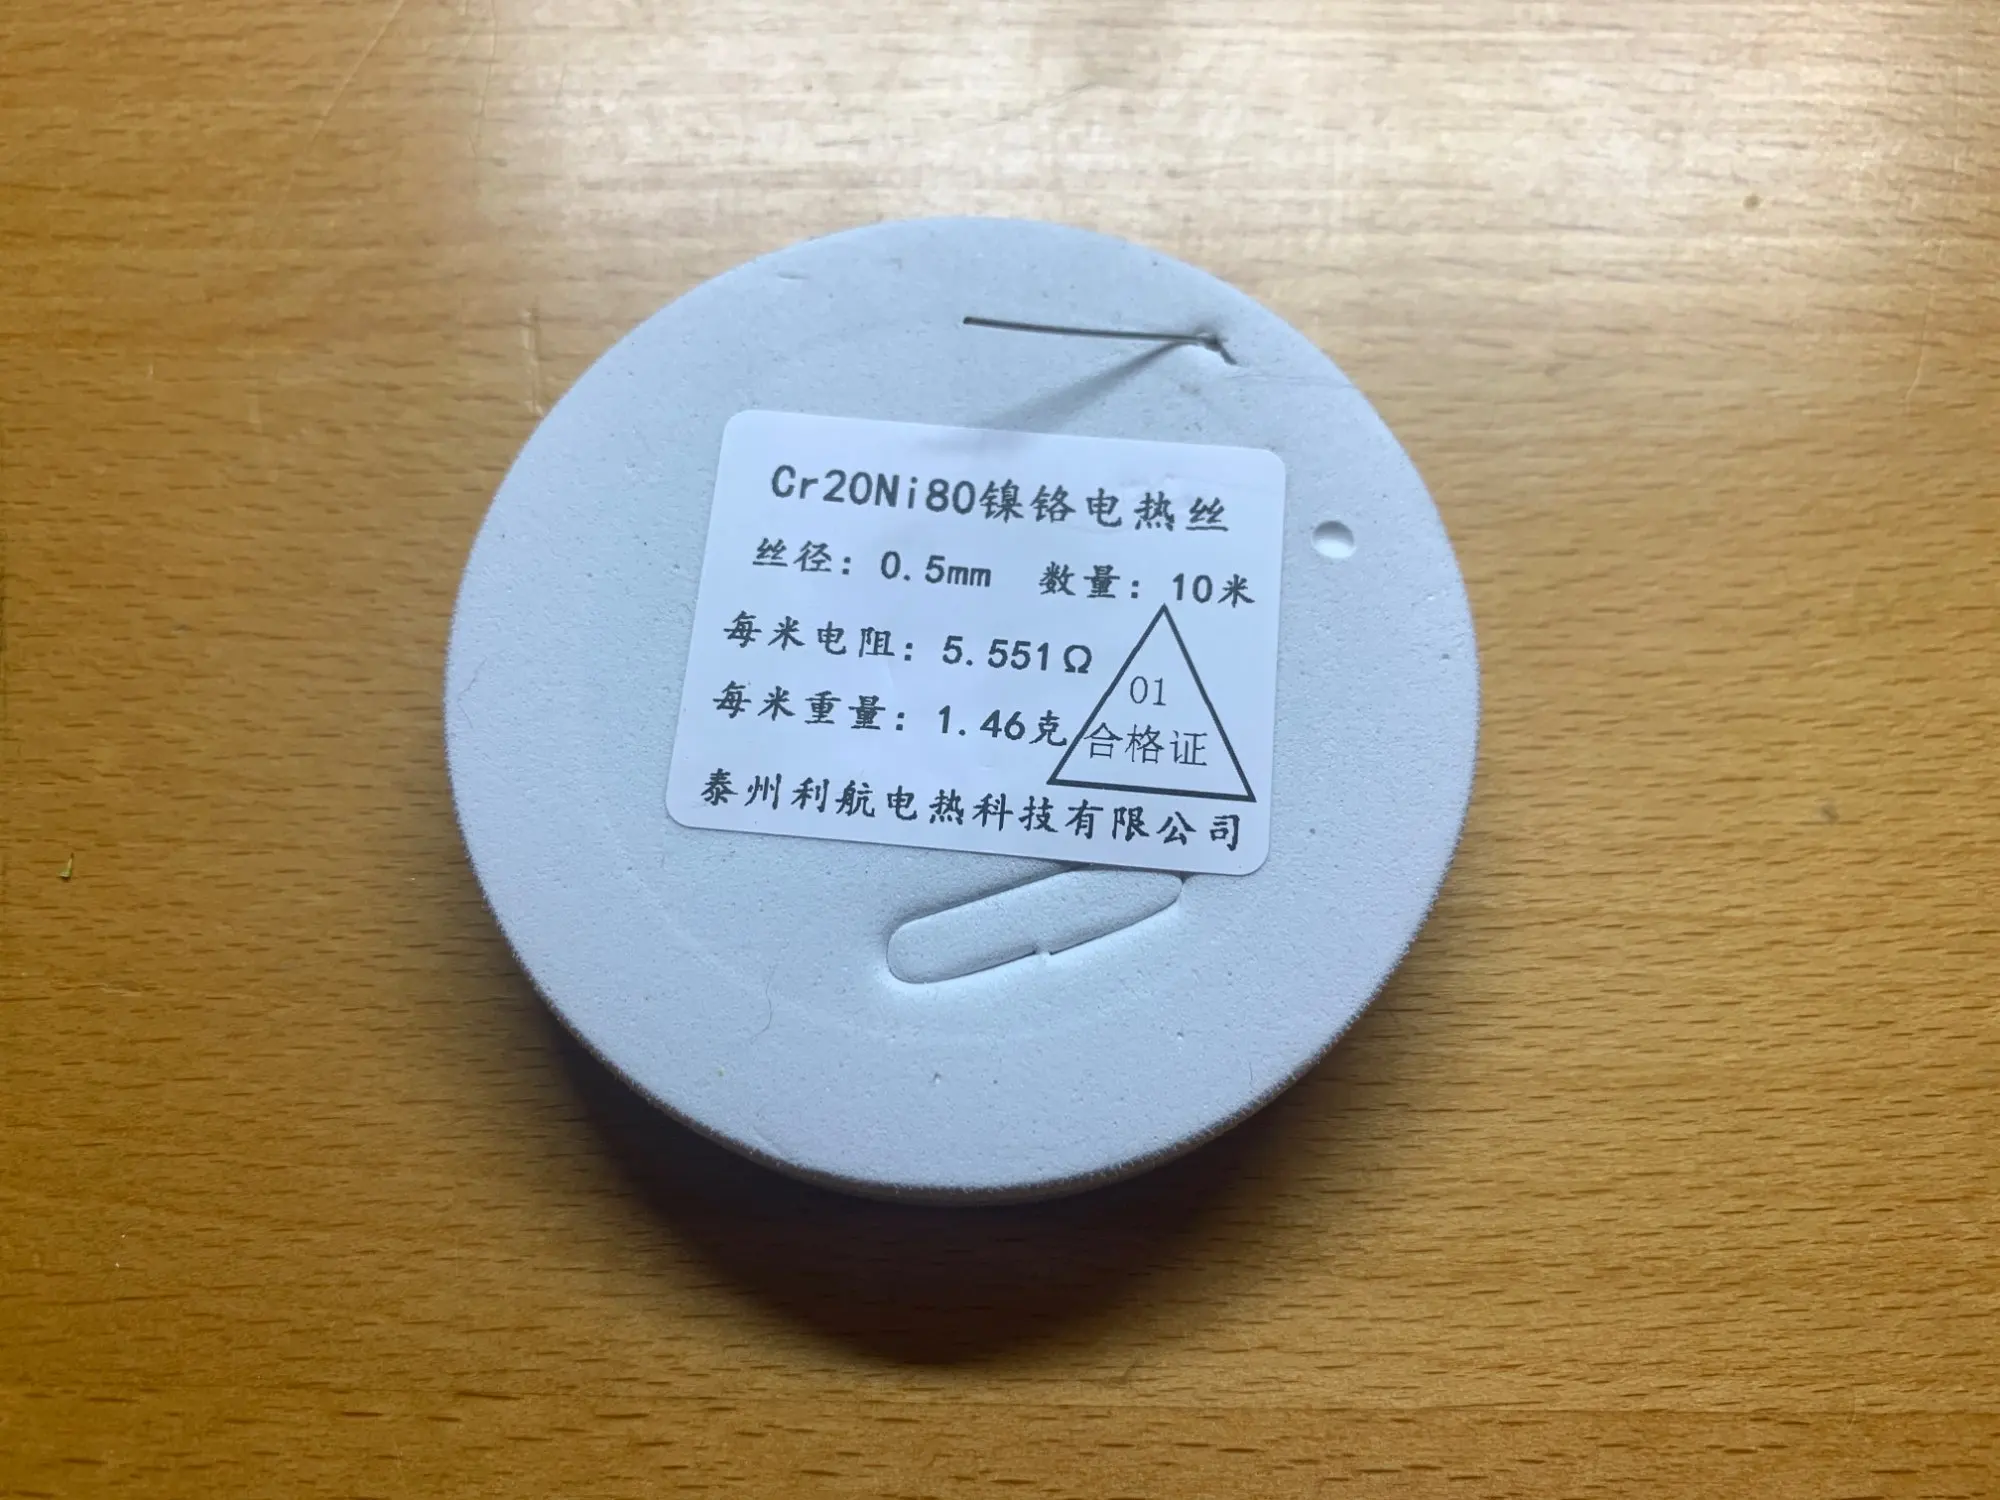 Cr20Ni80镍铬电热丝
丝径：0.5mm 数量：10米
每米电阻：5.551Ω
每米重量：1.46克
01
合格证
泰州利航电热科技有限公司